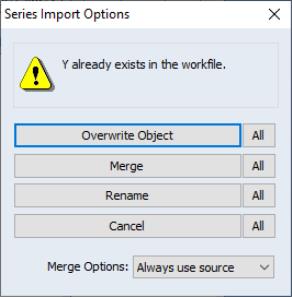 Series Import Options
Y already exists in the workfile.
Overwrite Object All
Merge All
Rename All
Cancel All
Merge Options: Always use source